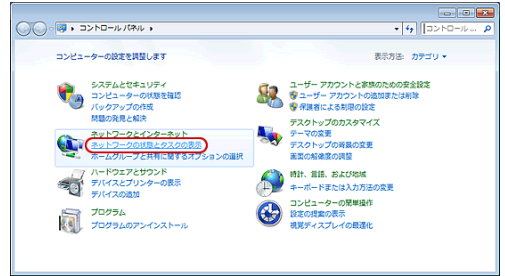 コントロール パネル
コントロール ...
コンピューターの設定を調整します
表示方法: カテゴリ
システムとセキュリティ
コンピューターの状態を確認
バックアップの作成
問題の発見と解決
ネットワークとインターネット
ネットワークの状態とタスクの表示
ホームグループと共有に関するオプションの選択
ハードウェアとサウンド
デバイスとプリンターの表示
デバイスの追加
プログラム
プログラムのアンインストール
ユーザー アカウントと家族のための安全設定
ユーザー アカウントの追加または削除
保護者による制限の設定
デスクトップのカスタマイズ
テーマの変更
デスクトップの背景の変更
画面の解像度の調整
時計、言語、および地域
キーボードまたは入力方法の変更
コンピューターの簡単操作
設定の提案の表示
視覚ディスプレイの最適化